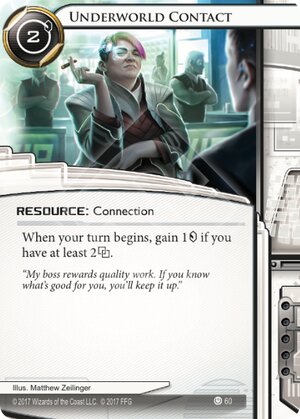 UNDERWORLD CONTACT
2
RESOURCE: Connection
When your turn begins, gain 1 if you
have at least 2.
“My boss rewards quality work. If you know
what's good for you, you'll keep it up.”
Illus. Matthew Zeilinger
© 2017 Wizards of the Coast LLC. © 2017 FFG
60